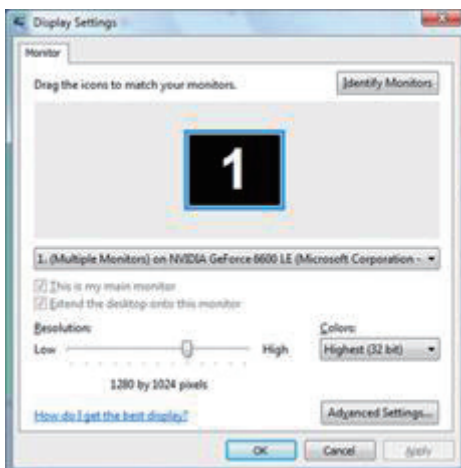 Display Settings
Monitor
Drag the icons to match your monitors.
Identify Monitors
1
1. (Multiple Monitors) on NVIDIA GeForce 6600 LE (Microsoft Corporation -
This is my main monitor
Extend the desktop onto this monitor
Resolution:
Colors:
Low
High
Highest (32 bit)
1280 by 1024 pixels
How do I get the best display?
Advanced Settings...
OK
Cancel
Apply